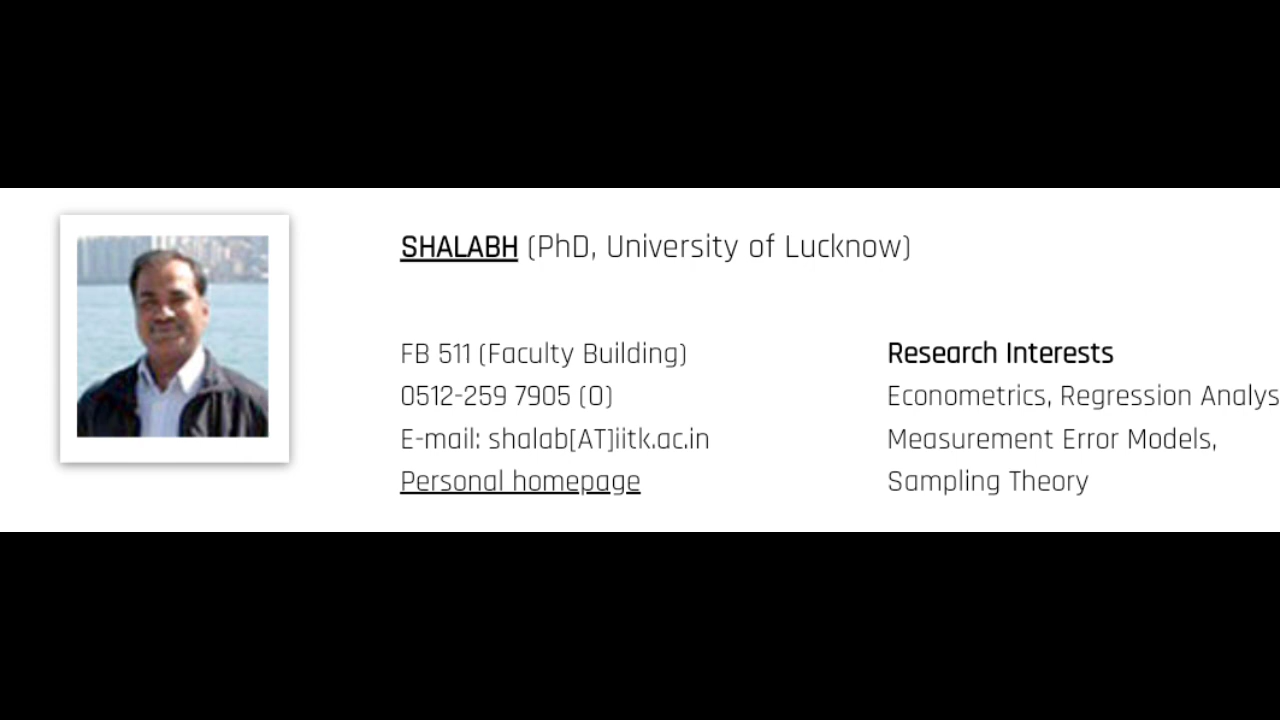 SHALABH (PhD, University of Lucknow)
FB 511 (Faculty Building)
0512-259 7905 (O)
E-mail: shalab[AT]iitk.ac.in
Personal homepage
Research Interests
Econometrics, Regression Analys
Measurement Error Models,
Sampling Theory